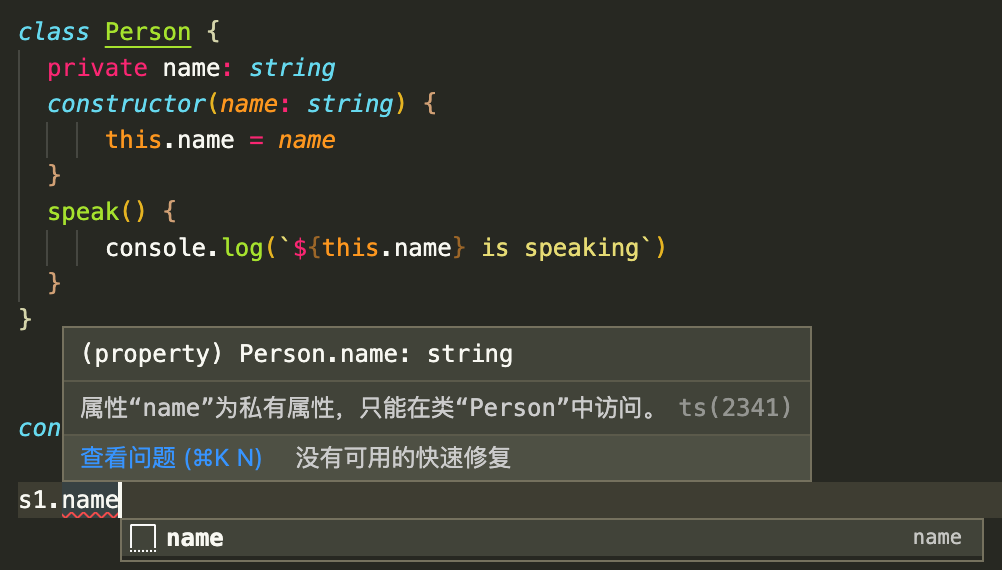 class Person {
private name: string
constructor(name: string) {
this.name = name
}
speak() {
console.log(`${this.name} is speaking`)
}
}
(property) Person.name: string
属性“name”为私有属性，只能在类“Person”中访问。 ts(2341)
con
查看问题 (⌘K N) 没有可用的快速修复
s1.name
name name